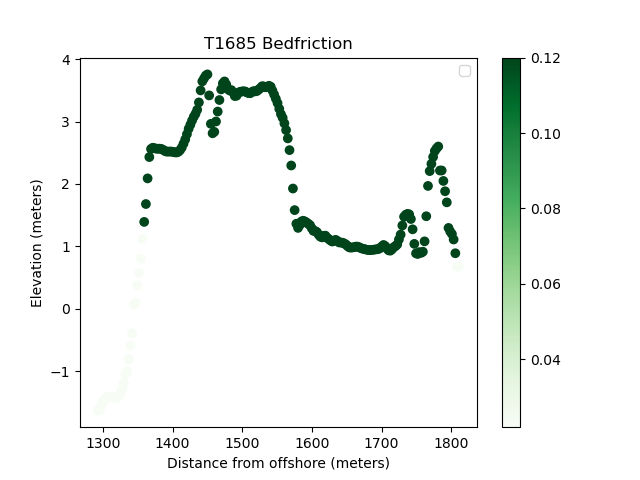 T1685 Bedfriction
4
3
2
1
0
−1
Elevation (meters)
1300 1400 1500 1600 1700 1800
Distance from offshore (meters)
0.12
0.10
0.08
0.06
0.04